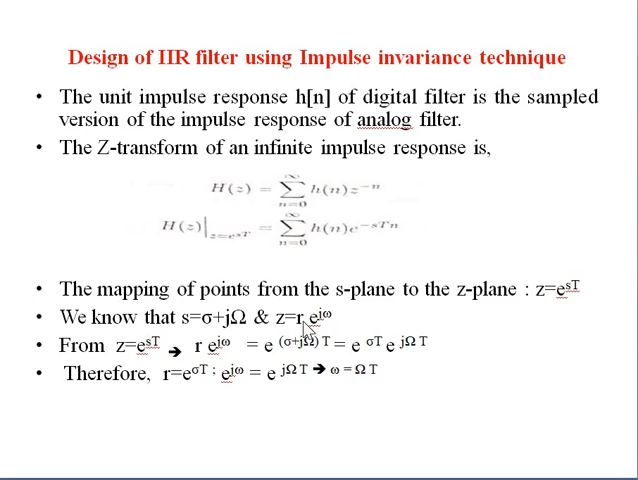 Design of IIR filter using Impulse invariance technique
• The unit impulse response h[n] of digital filter is the sampled
version of the impulse response of analog filter.
• The Z-transform of an infinite impulse response is,
H(z) = ∑_{n=0}^{∞} h(n)z^{-n}
H(z)|_{z=e^{sT}} = ∑_{n=0}^{∞} h(n)e^{-sTn}
• The mapping of points from the s-plane to the z-plane : z=e^{sT}
• We know that s=σ+jΩ & z=r e^{jω}
• From z=e^{sT} ➔ r e^{jω} = e^{(σ+jΩ) T} = e^{σT} e^{jΩ T}
• Therefore, r=e^{σT} ; e^{jω} = e^{jΩ T} ➔ ω = Ω T